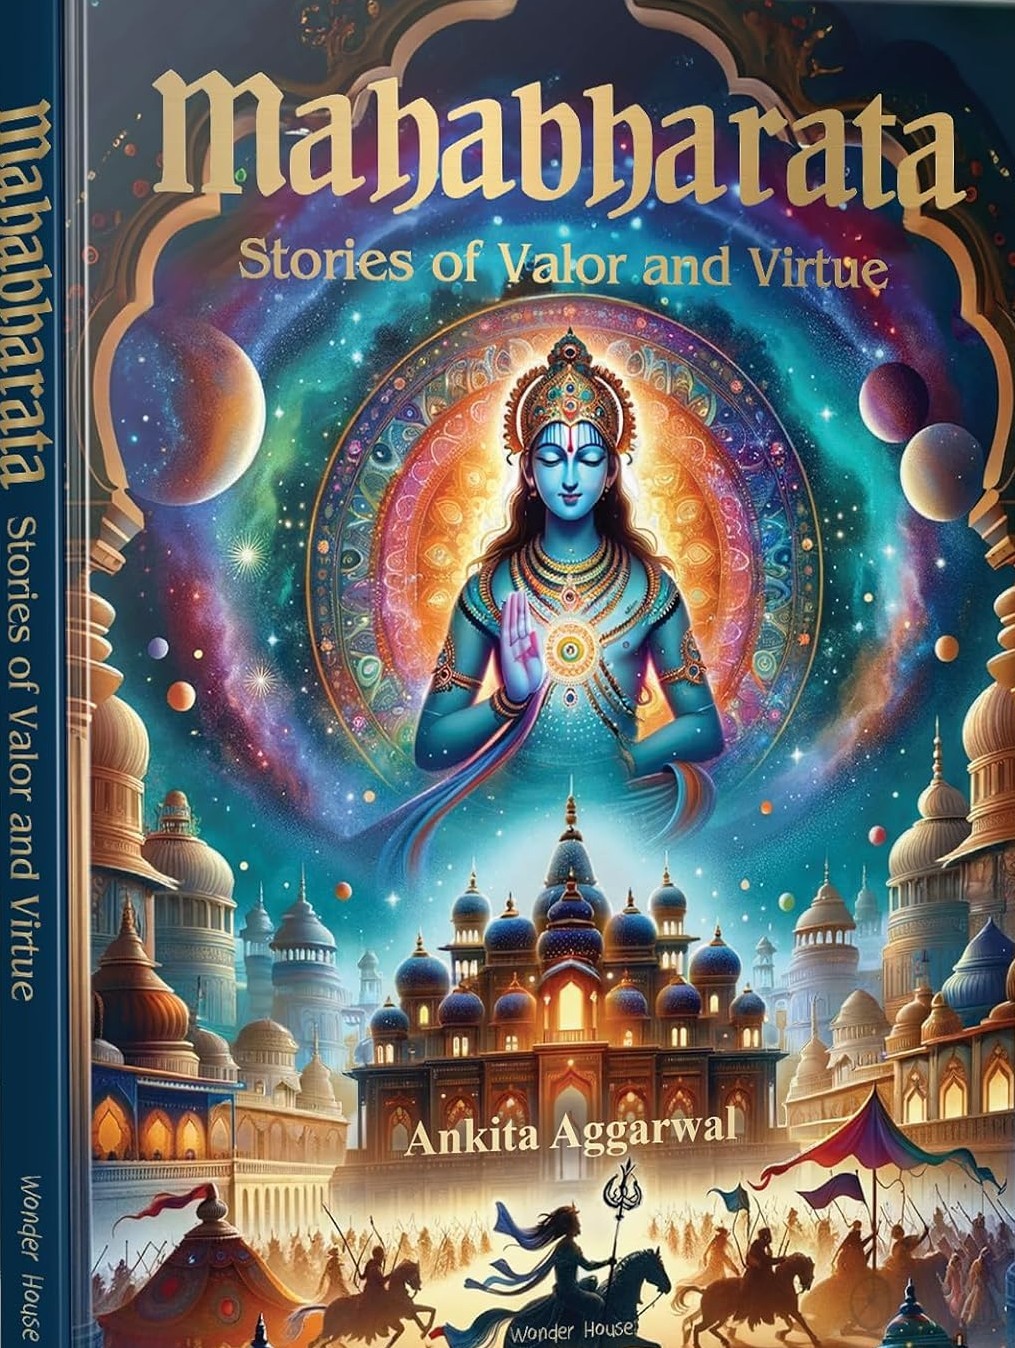 Mahabharata
Stories of Valor and Virtue
Ankita Aggarwal
Wonder House
Mahabharata Stories of Valor and Virtue
Wonder House